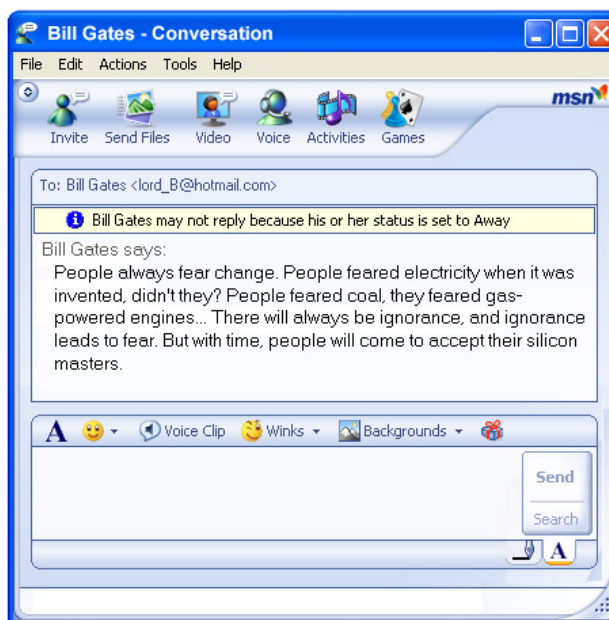 Bill Gates - Conversation
File Edit Actions Tools Help
msn
Invite Send Files Video Voice Activities Games
To: Bill Gates <lord_B@hotmail.com>
Bill Gates may not reply because his or her status is set to Away
Bill Gates says:
People always fear change. People feared electricity when it was
invented, didn't they? People feared coal, they feared gas-
powered engines... There will always be ignorance, and ignorance
leads to fear. But with time, people will come to accept their silicon
masters.
A Voice Clip Winks Backgrounds
Send
Search
A